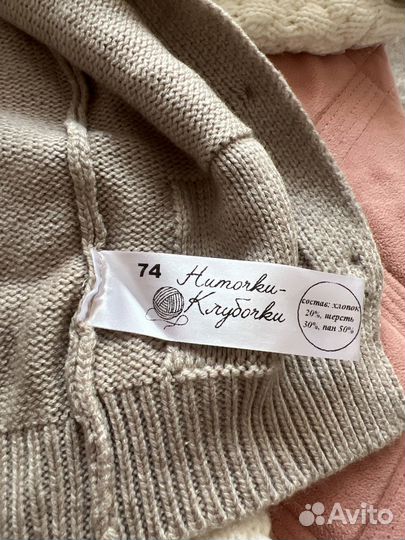 74
Ниточки-
Клубочки
состав: хлопок
20%, шерсть
30%, пан 50%
Avito